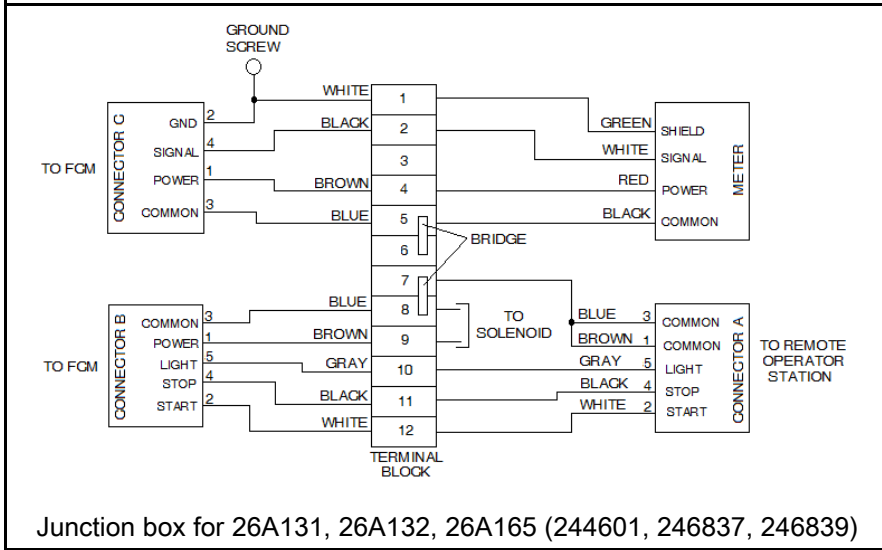 GROUND
SCREW
WHITE
1
GND 2
BLACK
2
GREEN
SHIELD
CONNECTOR C
SIGNAL 4
WHITE
SIGNAL
3
TO FCM
POWER 1
BROWN
4
RED
POWER
METER
COMMON 3
BLUE
5
BLACK
COMMON
BRIDGE
6
7
BLUE
8
TO
SOLENOID
BLUE 3 COMMON
CONNECTOR B
COMMON 3
POWER 1
BROWN
9
BROWN 1 COMMON
CONNECTOR A
TO REMOTE
OPERATOR
STATION
TO FCM
LIGHT 5
GRAY
10
GRAY 5 LIGHT
STOP 4
BLACK
11
BLACK 4 STOP
START 2
WHITE
12
WHITE 2 START
TERMINAL
BLOCK
Junction box for 26A131, 26A132, 26A165 (244601, 246837, 246839)